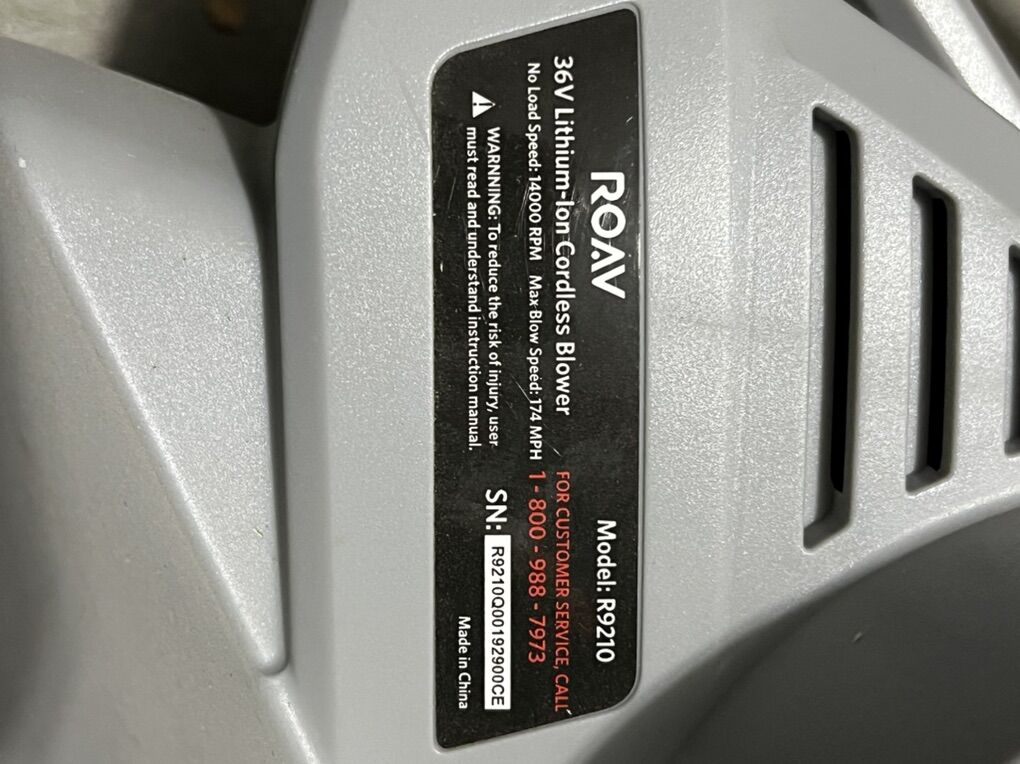 ROAV
Model: R9210
36V Lithium-Ion Cordless Blower
FOR CUSTOMER SERVICE, CALL
No Load Speed: 14000 RPM Max Blow Speed: 174 MPH
1 - 800 - 988 - 7973
WARNNING: To reduce the risk of injury, user
must read and understand instruction manual.
SN: R9210Q00192900CE
Made in China